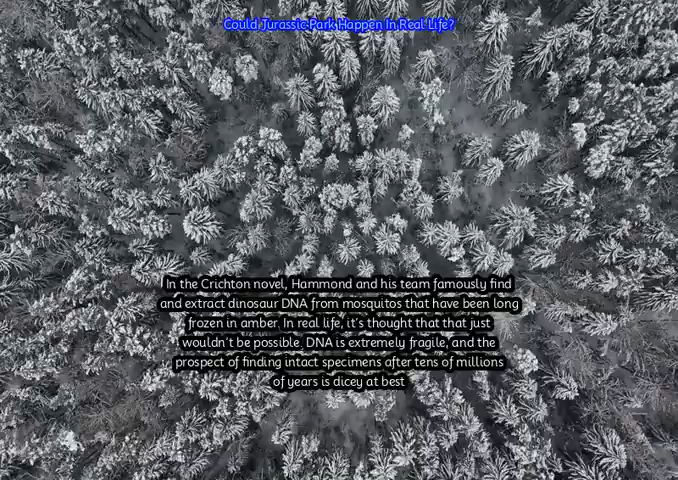 Could Jurassic Park Happen In Real Life?
In the Crichton novel, Hammond and his team famously find
and extract dinosaur DNA from mosquitos that have been long
frozen in amber. In real life, it's thought that that just
wouldn't be possible. DNA is extremely fragile, and the
prospect of finding intact specimens after tens of millions
of years is dicey at best